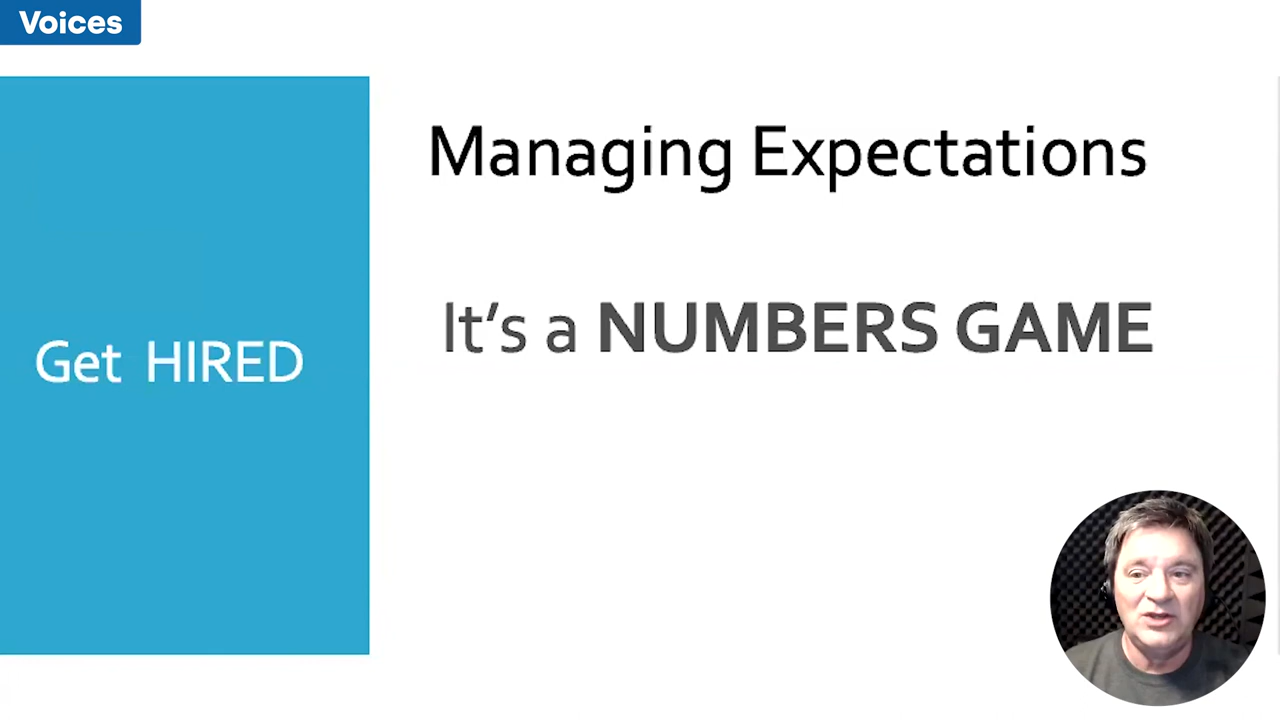 Voices
Managing Expectations
It's a NUMBERS GAME
Get HIRED